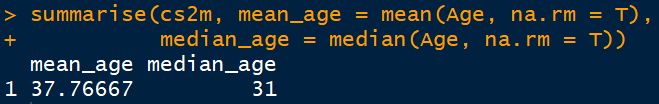 > summarise(cs2m, mean_age = mean(Age, na.rm = T),
+           median_age = median(Age, na.rm = T))
  mean_age median_age
1 37.76667         31